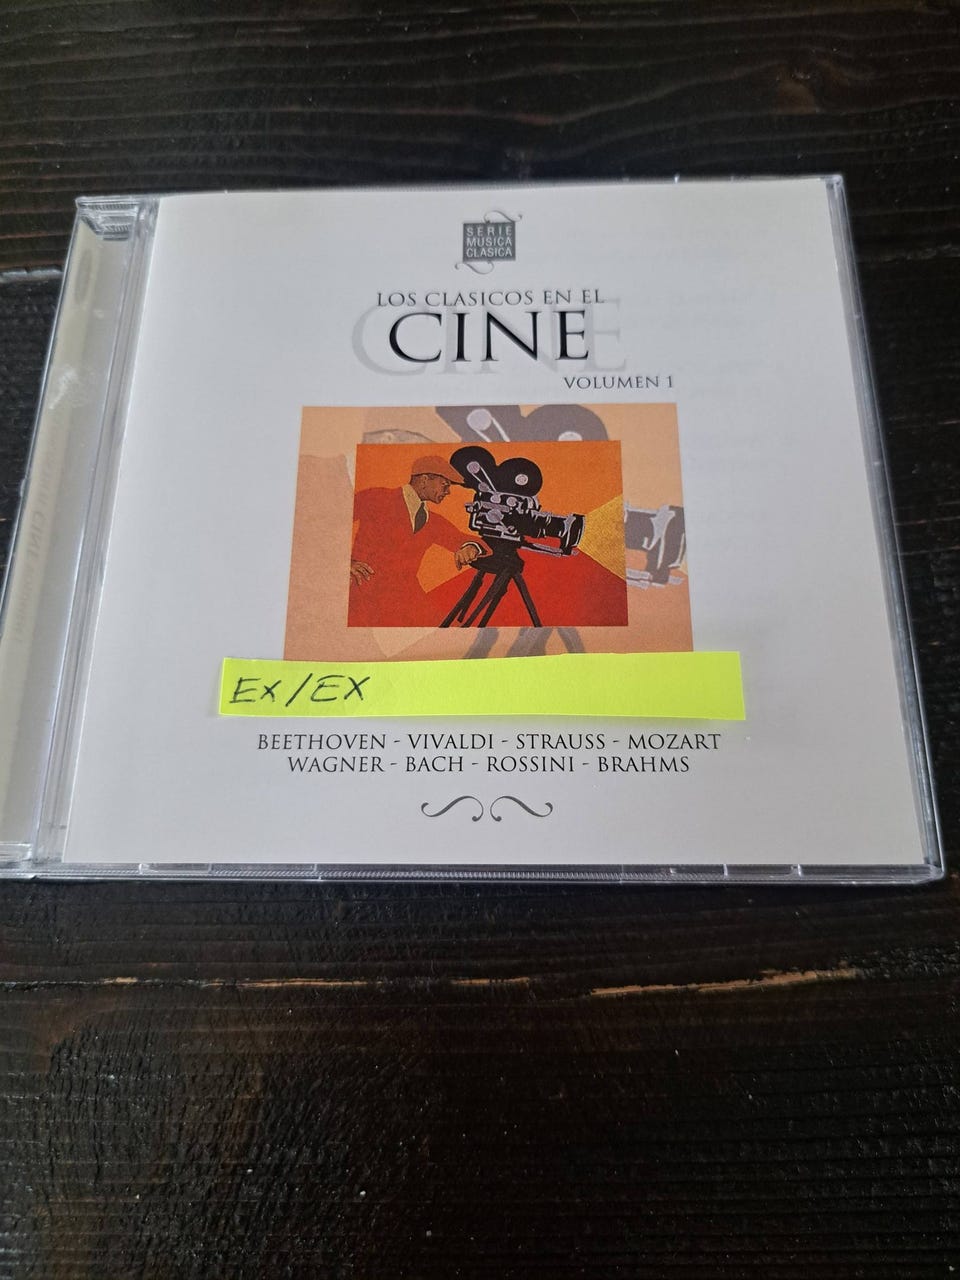 SERIE
MUSICA
CLASICA
LOS CLASICOS EN EL
CINE
VOLUMEN 1
EX/EX
BEETHOVEN - VIVALDI - STRAUSS - MOZART
WAGNER - BACH - ROSSINI - BRAHMS